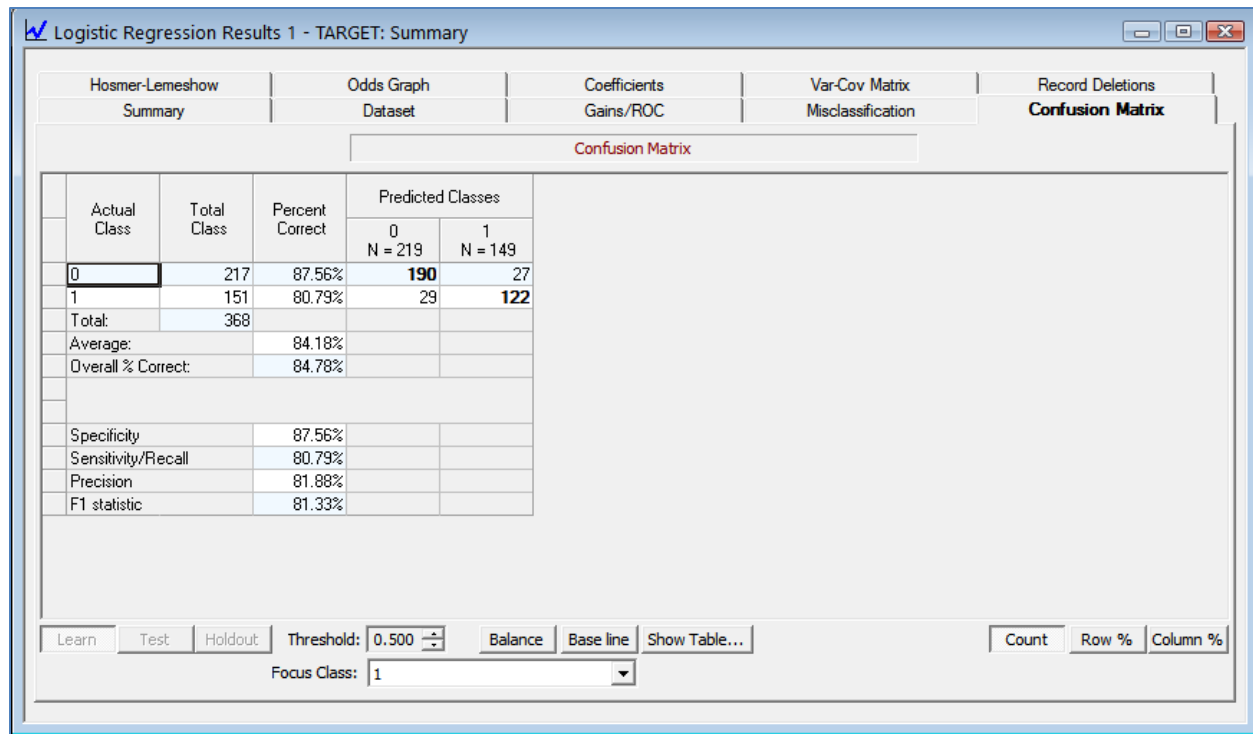 Logistic Regression Results 1 - TARGET: Summary
Hosmer-Lemeshow Odds Graph Coefficients Var-Cov Matrix Record Deletions
Summary Dataset Gains/ROC Misclassification Confusion Matrix
Confusion Matrix
Actual Class Total Class Percent Correct Predicted Classes
0 N = 219 1 N = 149
0 217 87.56% 190 27
1 151 80.79% 29 122
Total: 368
Average: 84.18%
Overall % Correct: 84.78%
Specificity 87.56%
Sensitivity/Recall 80.79%
Precision 81.88%
F1 statistic 81.33%
Learn Test Holdout Threshold: 0.500 Balance Base line Show Table... Count Row % Column %
Focus Class: 1